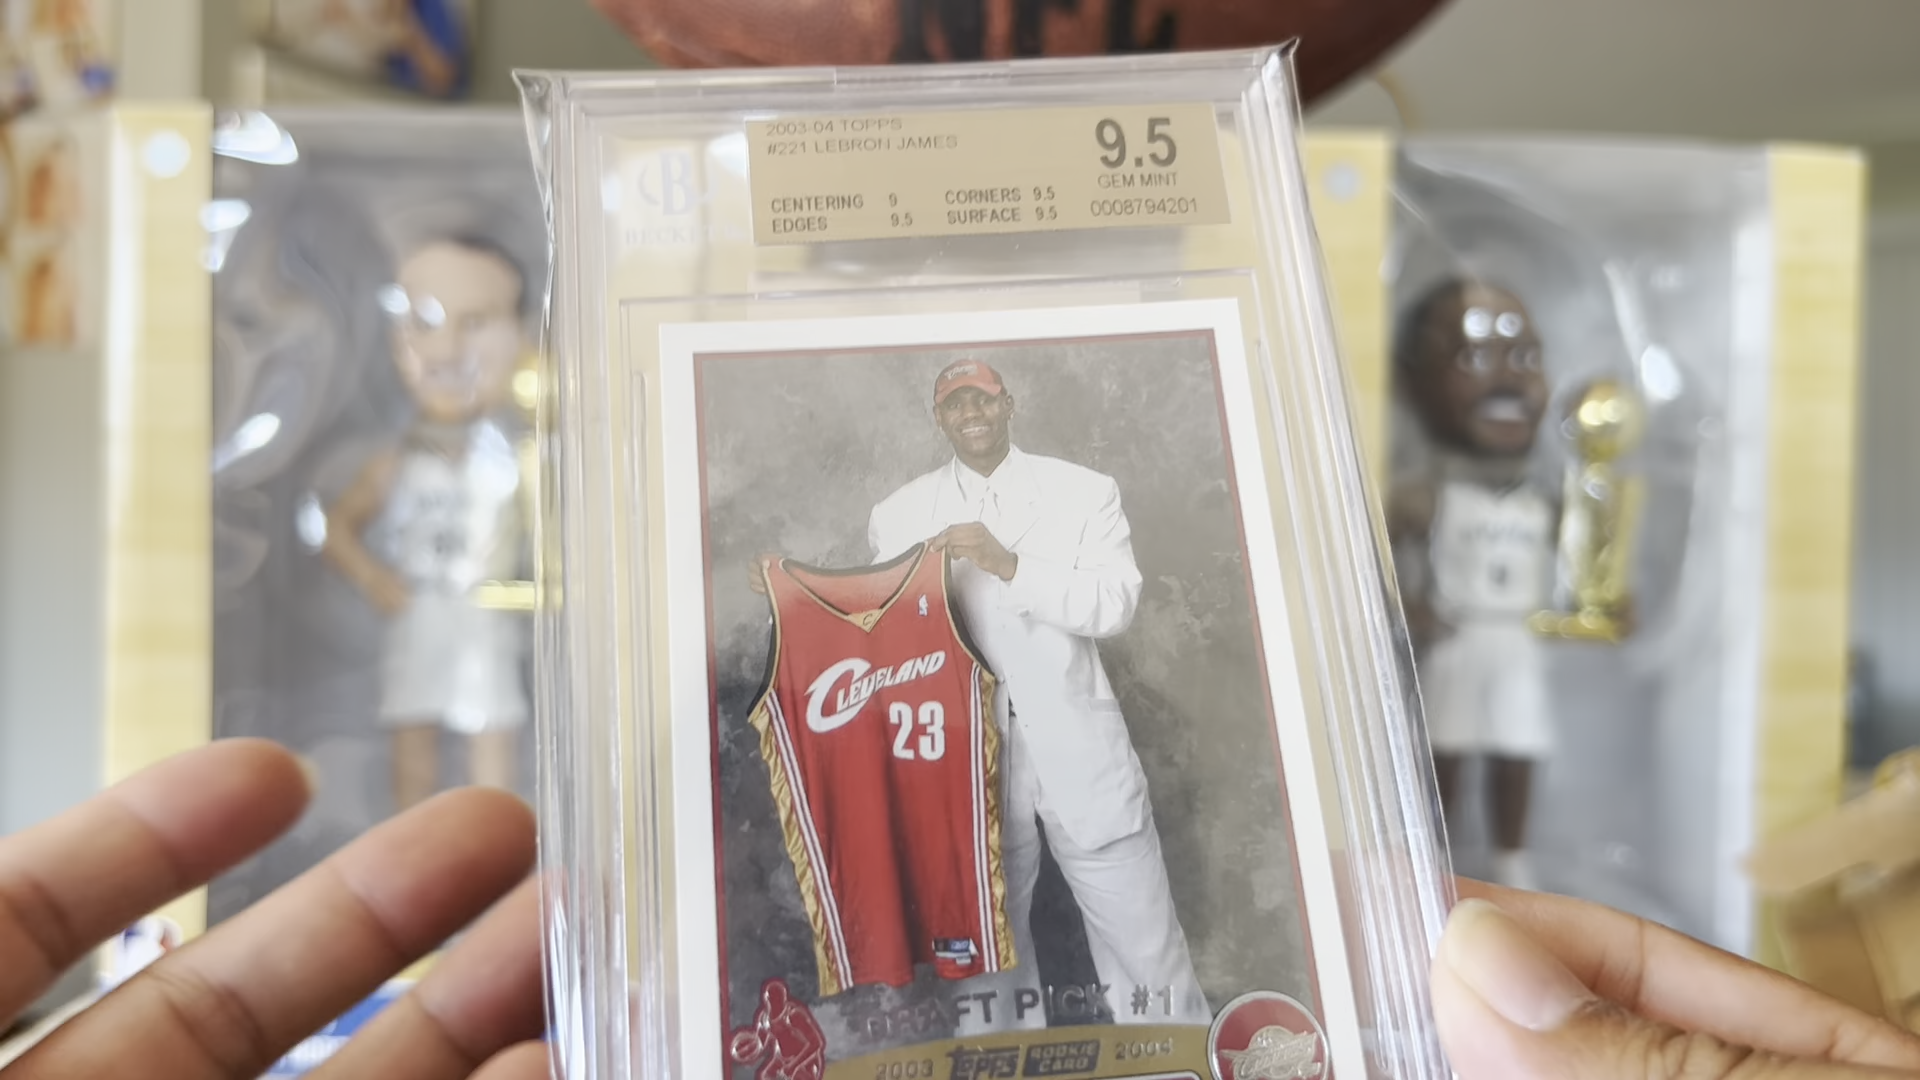 NFL
2003-04 TOPPS
#221 LEBRON JAMES
9.5
GEM MINT
0008794201
CENTERING 9 CORNERS 9.5
EDGES 9.5 SURFACE 9.5
B
C
CLEVELAND
23
DRAFT PICK #1
2003 TOPPS ROOKIE CARD 2004